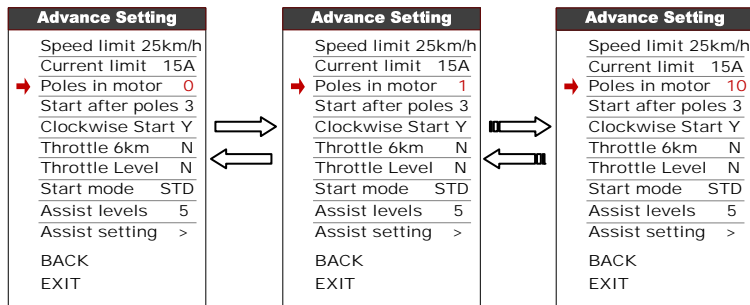 Advance Setting
Speed limit 25km/h
Current limit 15A
Poles in motor 0
Start after poles 3
Clockwise Start Y
Throttle 6km N
Throttle Level N
Start mode STD
Assist levels 5
Assist setting >
BACK
EXIT
Advance Setting
Speed limit 25km/h
Current limit 15A
Poles in motor 1
Start after poles 3
Clockwise Start Y
Throttle 6km N
Throttle Level N
Start mode STD
Assist levels 5
Assist setting >
BACK
EXIT
Advance Setting
Speed limit 25km/h
Current limit 15A
Poles in motor 10
Start after poles 3
Clockwise Start Y
Throttle 6km N
Throttle Level N
Start mode STD
Assist levels 5
Assist setting >
BACK
EXIT